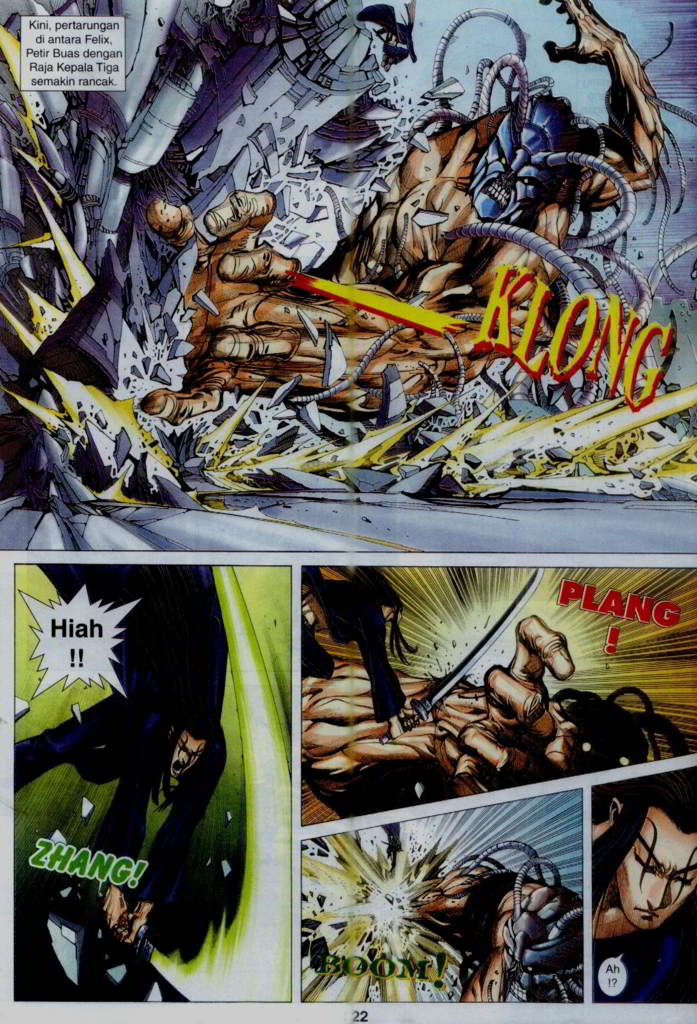 Kini, pertarungan
di antara Felix,
Petir Buas dengan
Raja Kepala Tiga
semakin rancak.
KLONG
Hiah
!!
ZHANG!
PLANG
!
BOOM!
Ah
!?
22